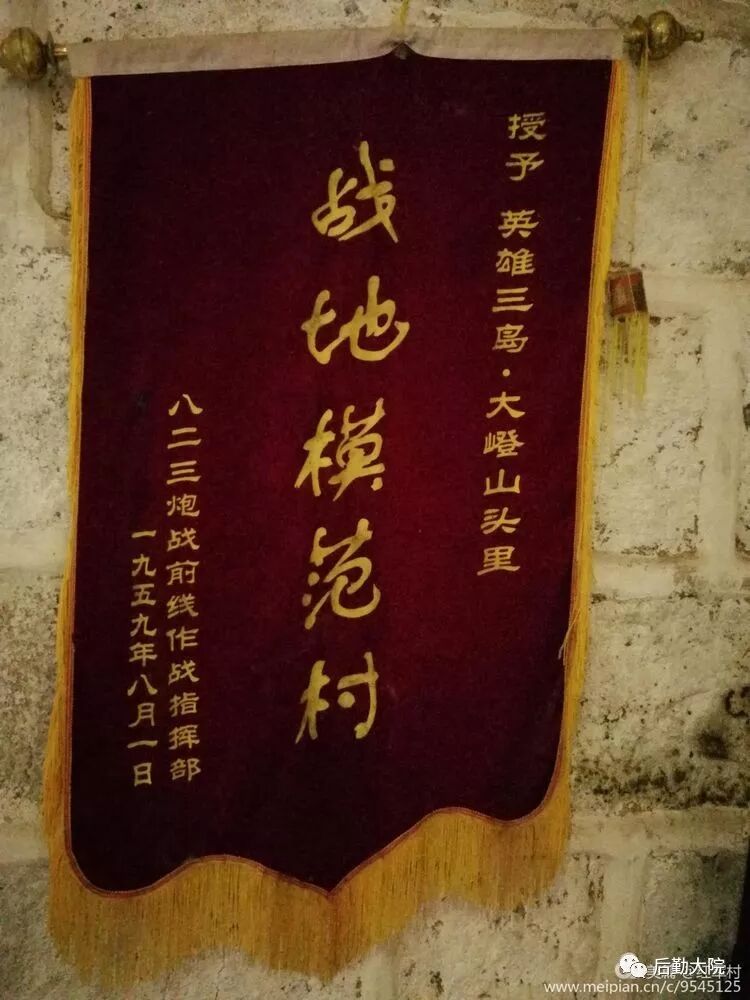 授予 英雄三岛·大嶝山头里
战地模范村
八二三炮战前线作战指挥部
一九五九年八月一日
后勤大院
www.meipian.cn/c/9545125